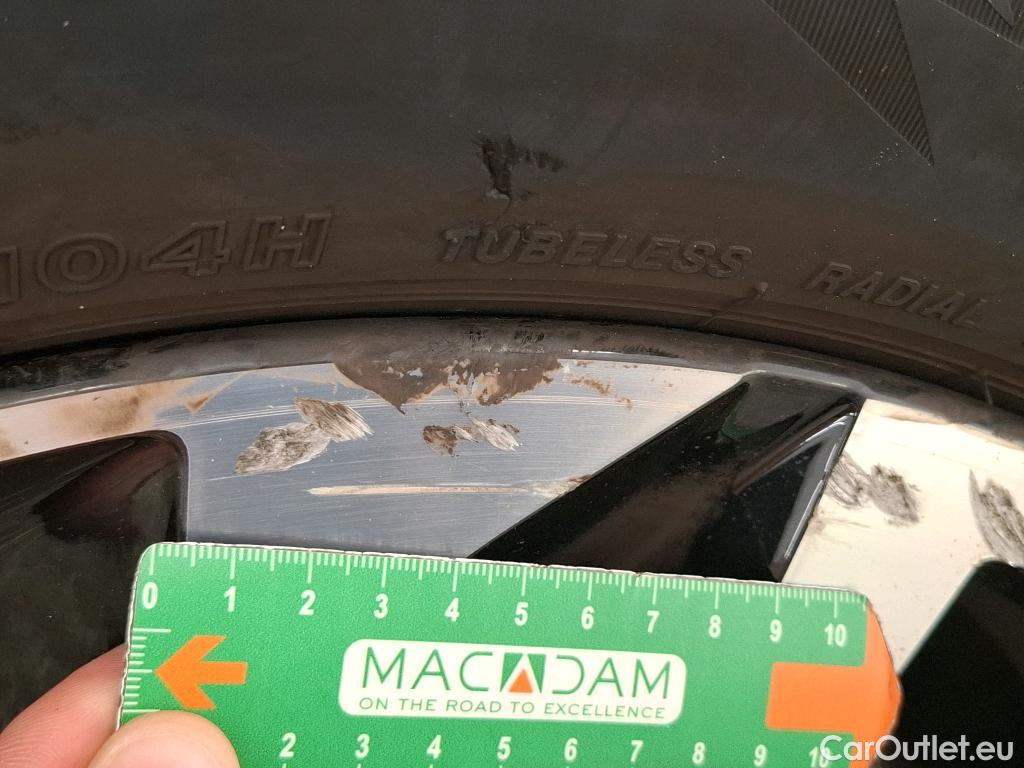 104H TUBELESS RADIAL
0 1 2 3 4 5 6 7 8 9 10
MACADAM
ON THE ROAD TO EXCELLENCE
2 3 4 5 6 7 8 9 10
CarOutlet.eu